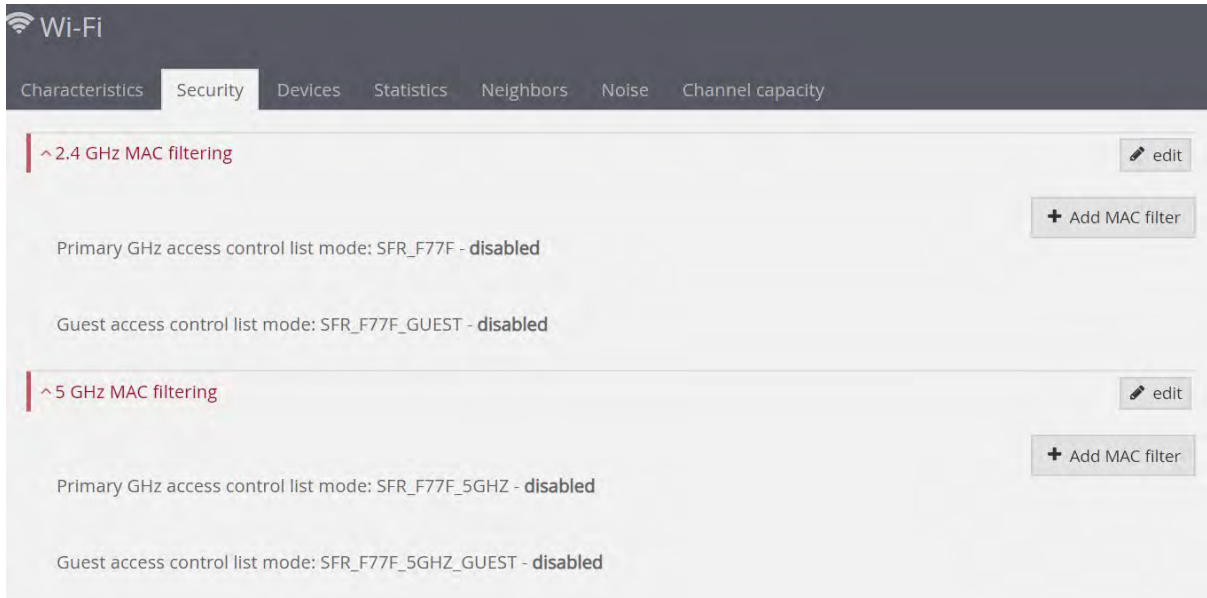 Wi-Fi
Characteristics Security Devices Statistics Neighbors Noise Channel capacity
2.4 GHz MAC filtering edit
Add MAC filter
Primary GHz access control list mode: SFR_F77F - disabled
Guest access control list mode: SFR_F77F_GUEST - disabled
5 GHz MAC filtering edit
Add MAC filter
Primary GHz access control list mode: SFR_F77F_5GHZ - disabled
Guest access control list mode: SFR_F77F_5GHZ_GUEST - disabled